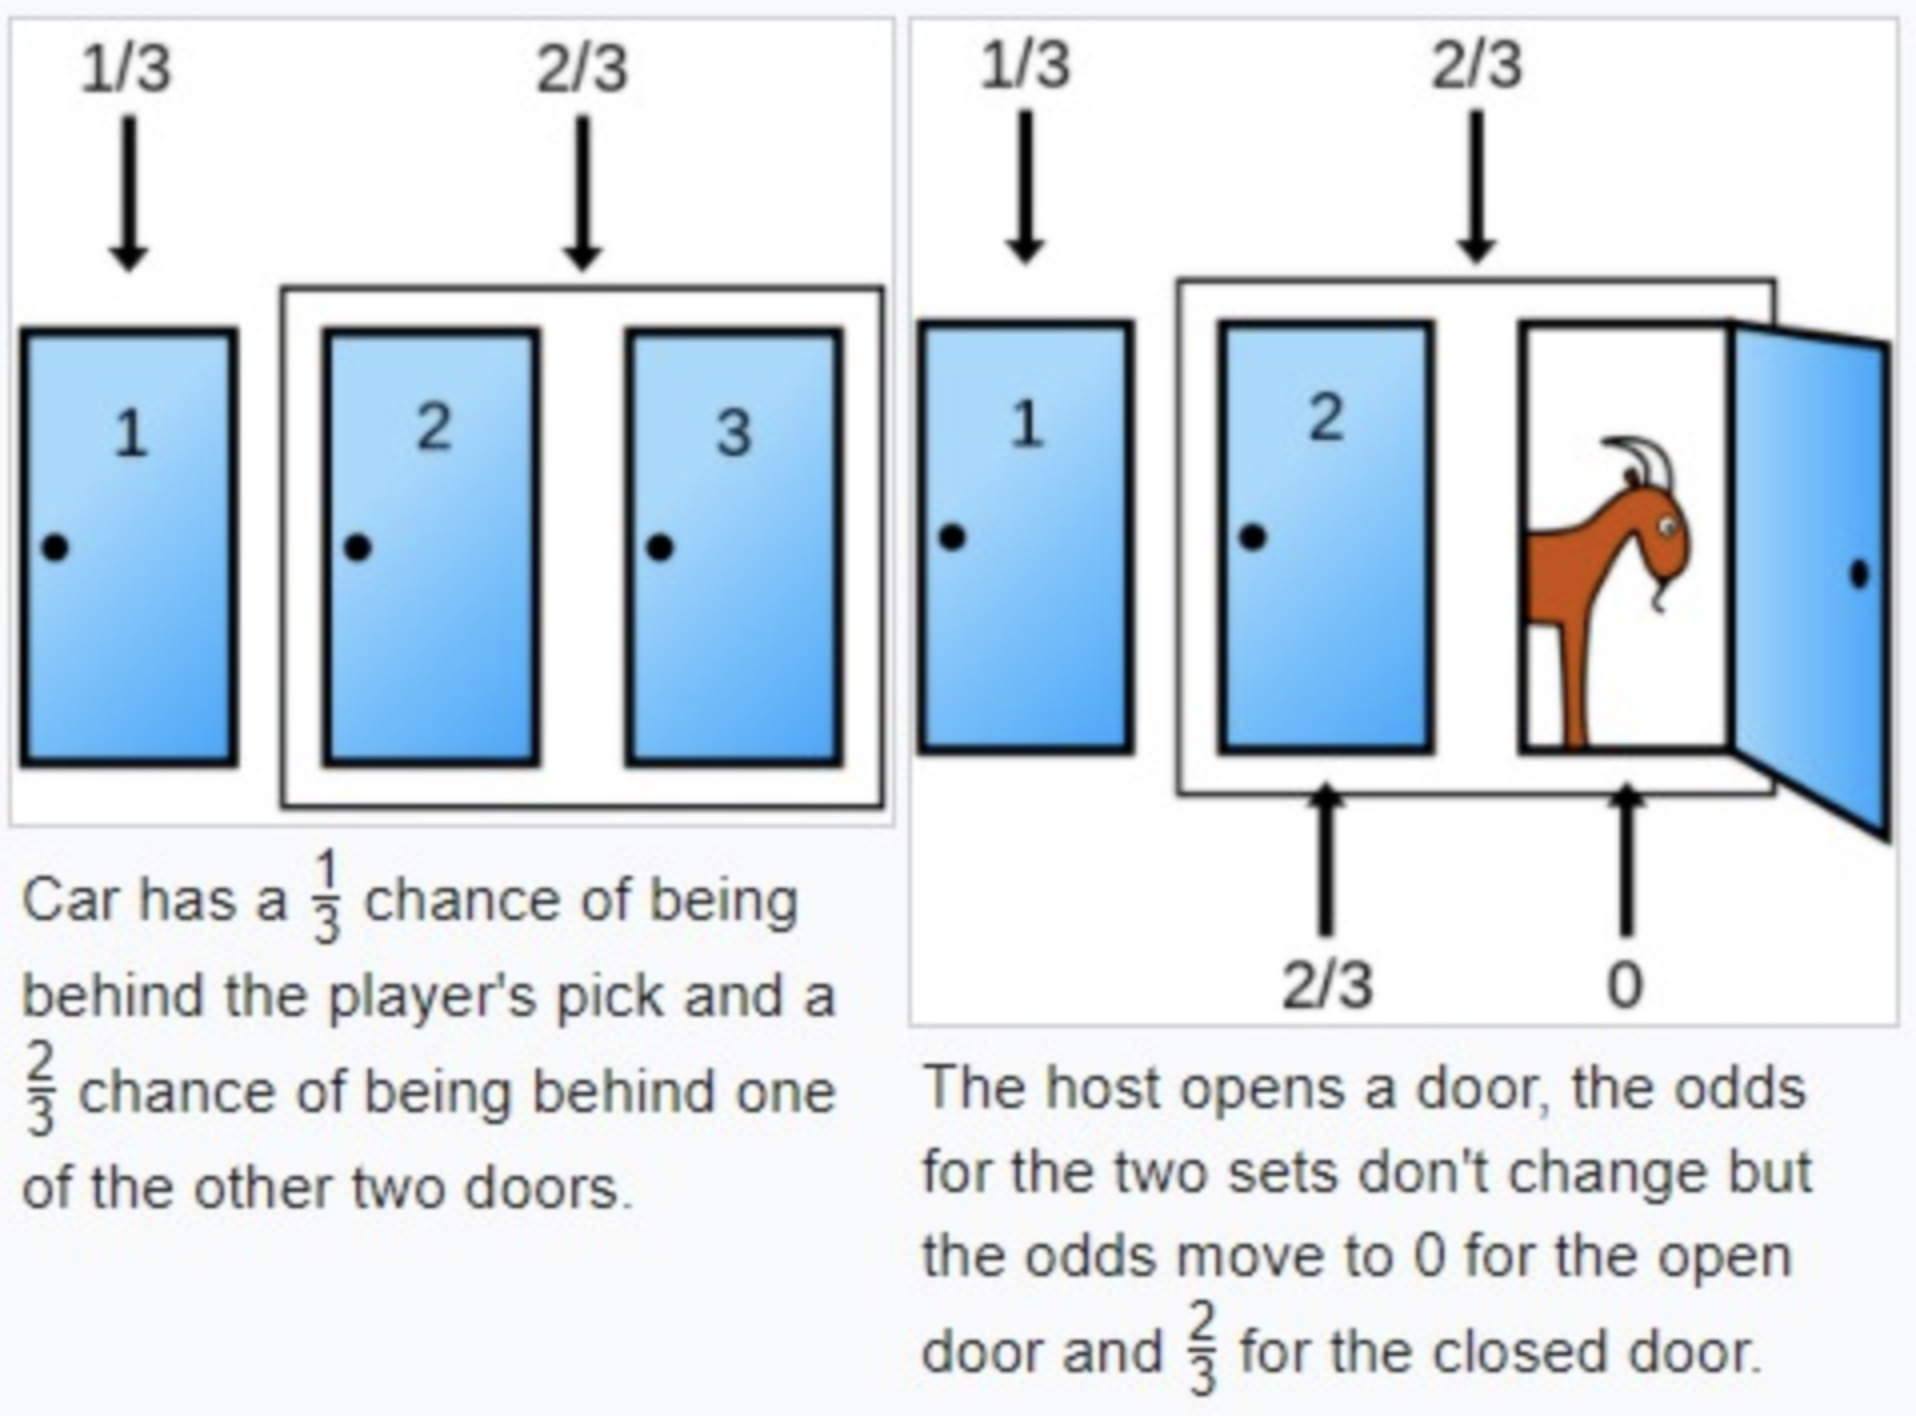 1/3 2/3
1 2 3
Car has a 1/3 chance of being
behind the player's pick and a
2/3 chance of being behind one
of the other two doors.
1/3 2/3
1 2
2/3 0
The host opens a door, the odds
for the two sets don't change but
the odds move to 0 for the open
door and 2/3 for the closed door.